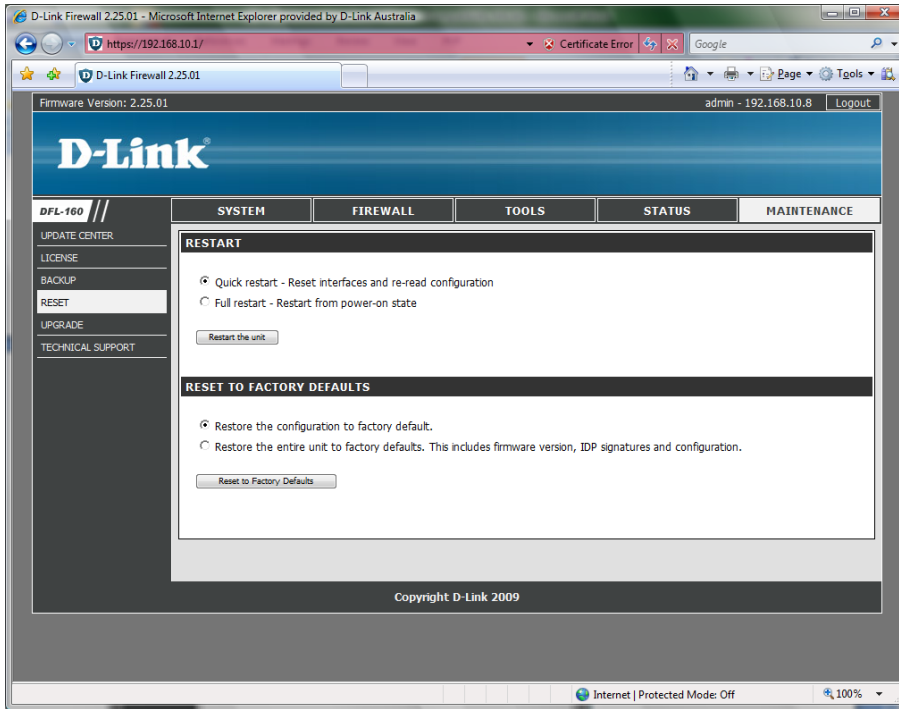 D-Link Firewall 2.25.01 - Microsoft Internet Explorer provided by D-Link Australia
https://192.168.10.1/
Certificate Error
Google
D-Link Firewall 2.25.01
Page
Tools
Firmware Version: 2.25.01
admin - 192.168.10.8
Logout
D-Link®
DFL-160
SYSTEM
FIREWALL
TOOLS
STATUS
MAINTENANCE
UPDATE CENTER
LICENSE
BACKUP
RESET
UPGRADE
TECHNICAL SUPPORT
RESTART
Quick restart - Reset interfaces and re-read configuration
Full restart - Restart from power-on state
Restart the unit
RESET TO FACTORY DEFAULTS
Restore the configuration to factory default.
Restore the entire unit to factory defaults. This includes firmware version, IDP signatures and configuration.
Reset to Factory Defaults
Copyright D-Link 2009
Internet | Protected Mode: Off
100%